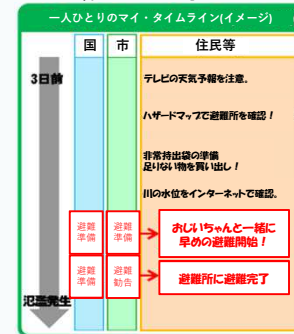 一人ひとりのマイ・タイムライン(イメージ)
国 市 住民等
3日前
テレビの天気予報を注意。
ハザードマップで避難所を確認！
非常持出袋の準備
足りない物を買い出し！
川の水位をインターネットで確認。
避難
準備
避難
準備
おじいちゃんと一緒に
早めの避難開始！
避難
準備
避難
勧告
避難所に避難完了
氾濫発生